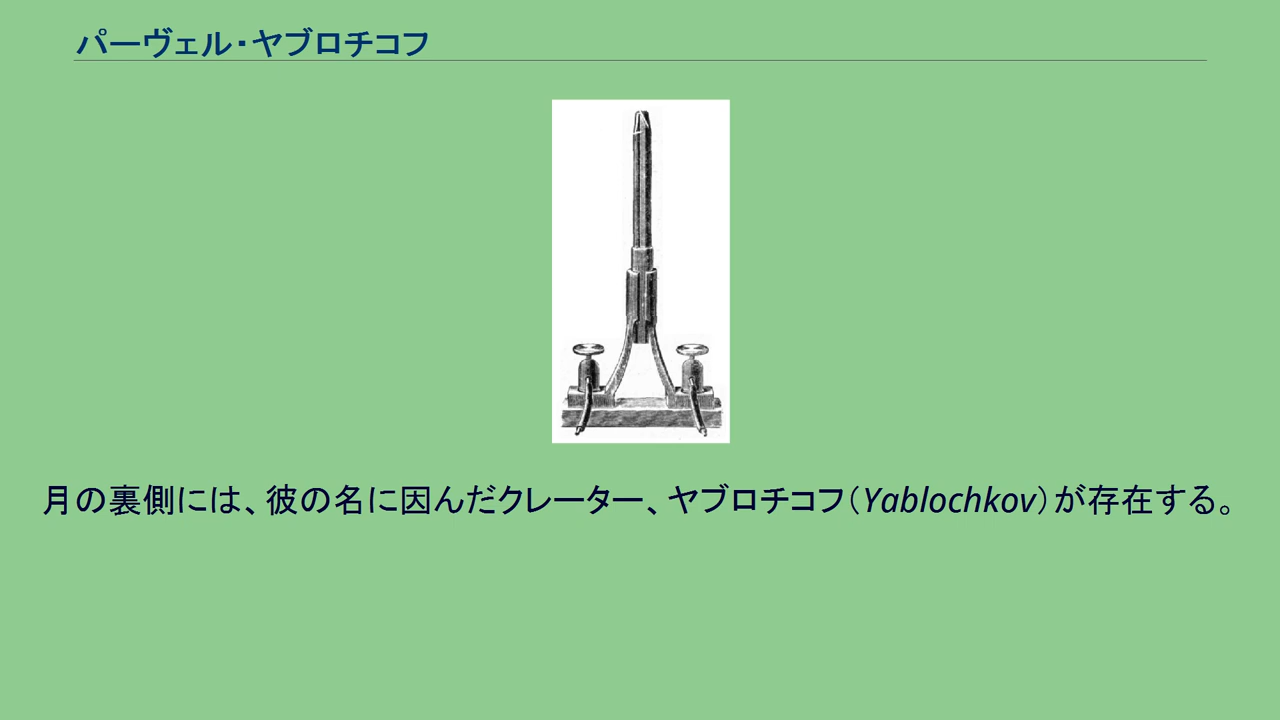 パーヴェル・ヤブロチコフ
月の裏側には、彼の名に因んだクレーター、ヤブロチコフ（Yablochkov）が存在する。